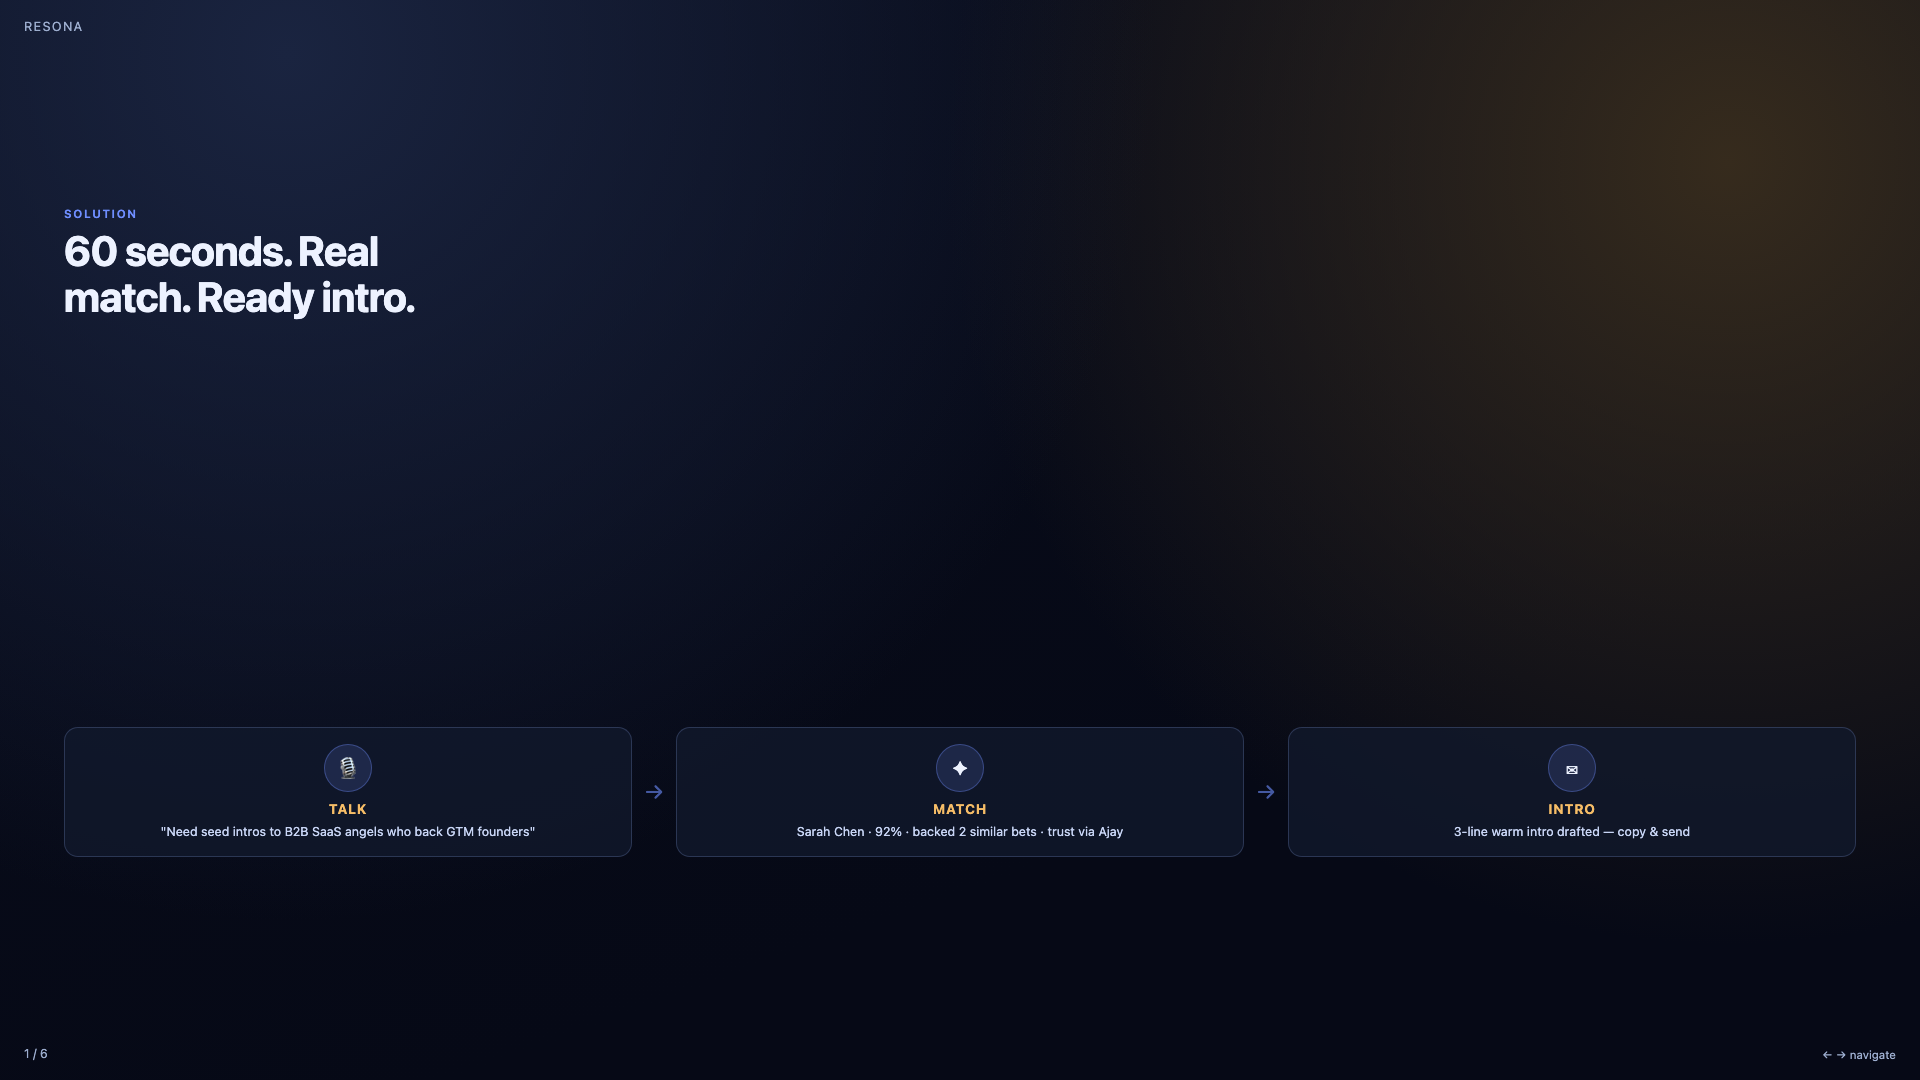 RESONA
SOLUTION
60 seconds. Real
match. Ready intro.
TALK
"Need seed intros to B2B SaaS angels who back GTM founders"
→
MATCH
Sarah Chen · 92% · backed 2 similar bets · trust via Ajay
→
INTRO
3-line warm intro drafted — copy & send
1 / 6
← → navigate